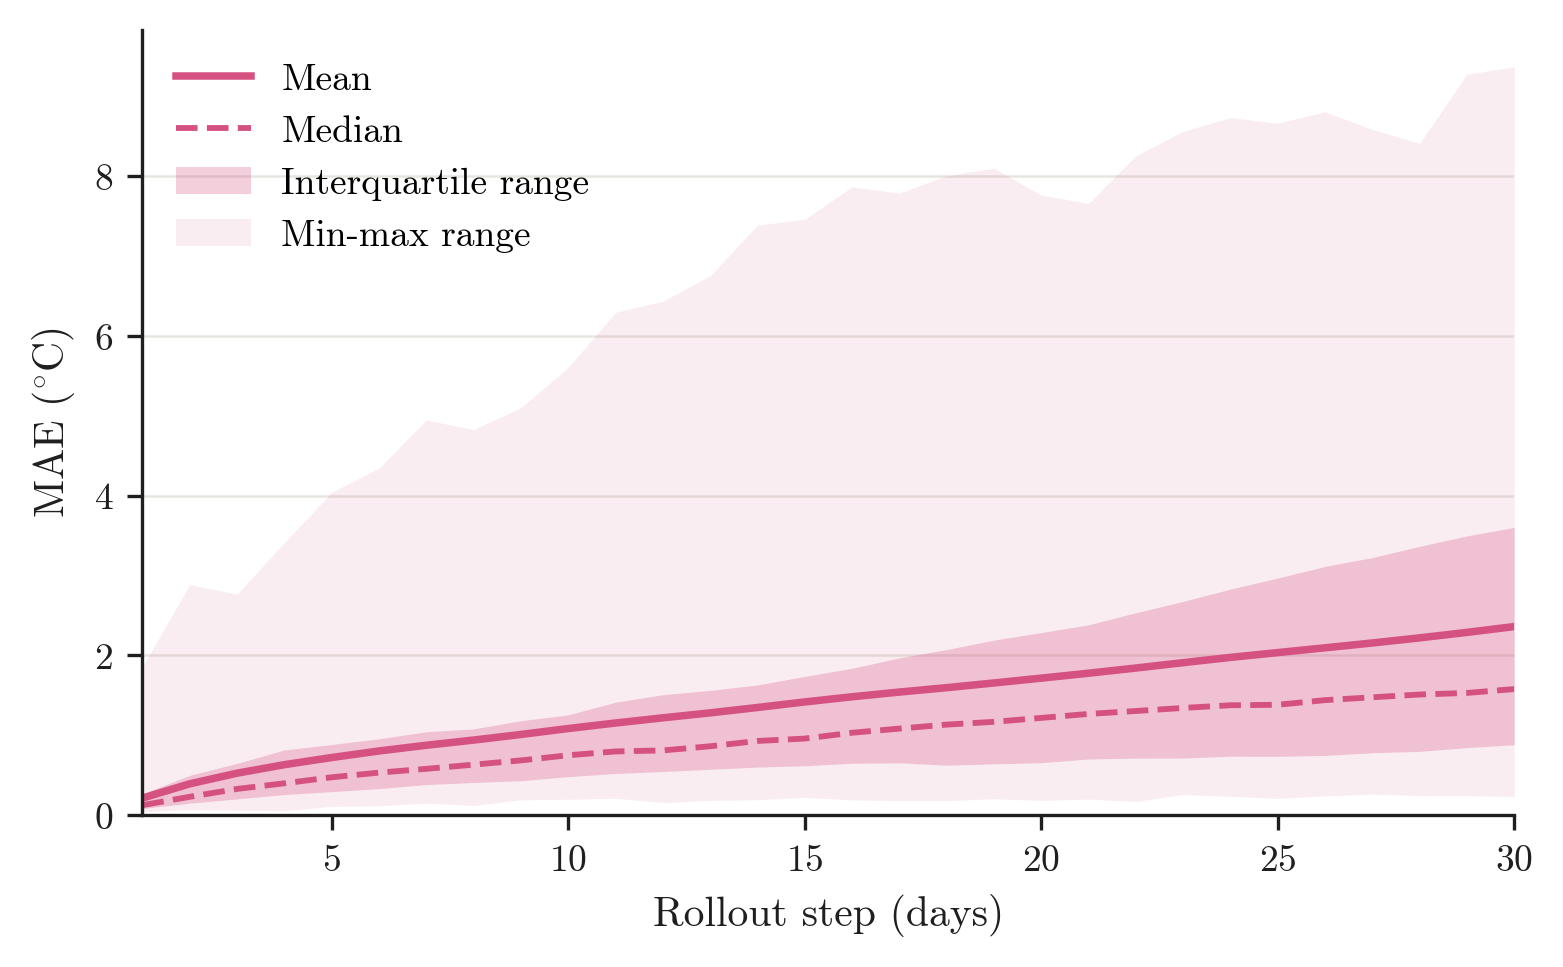 Mean
Median
Interquartile range
Min-max range
8
6
4
2
0
MAE (°C)
5 10 15 20 25 30
Rollout step (days)